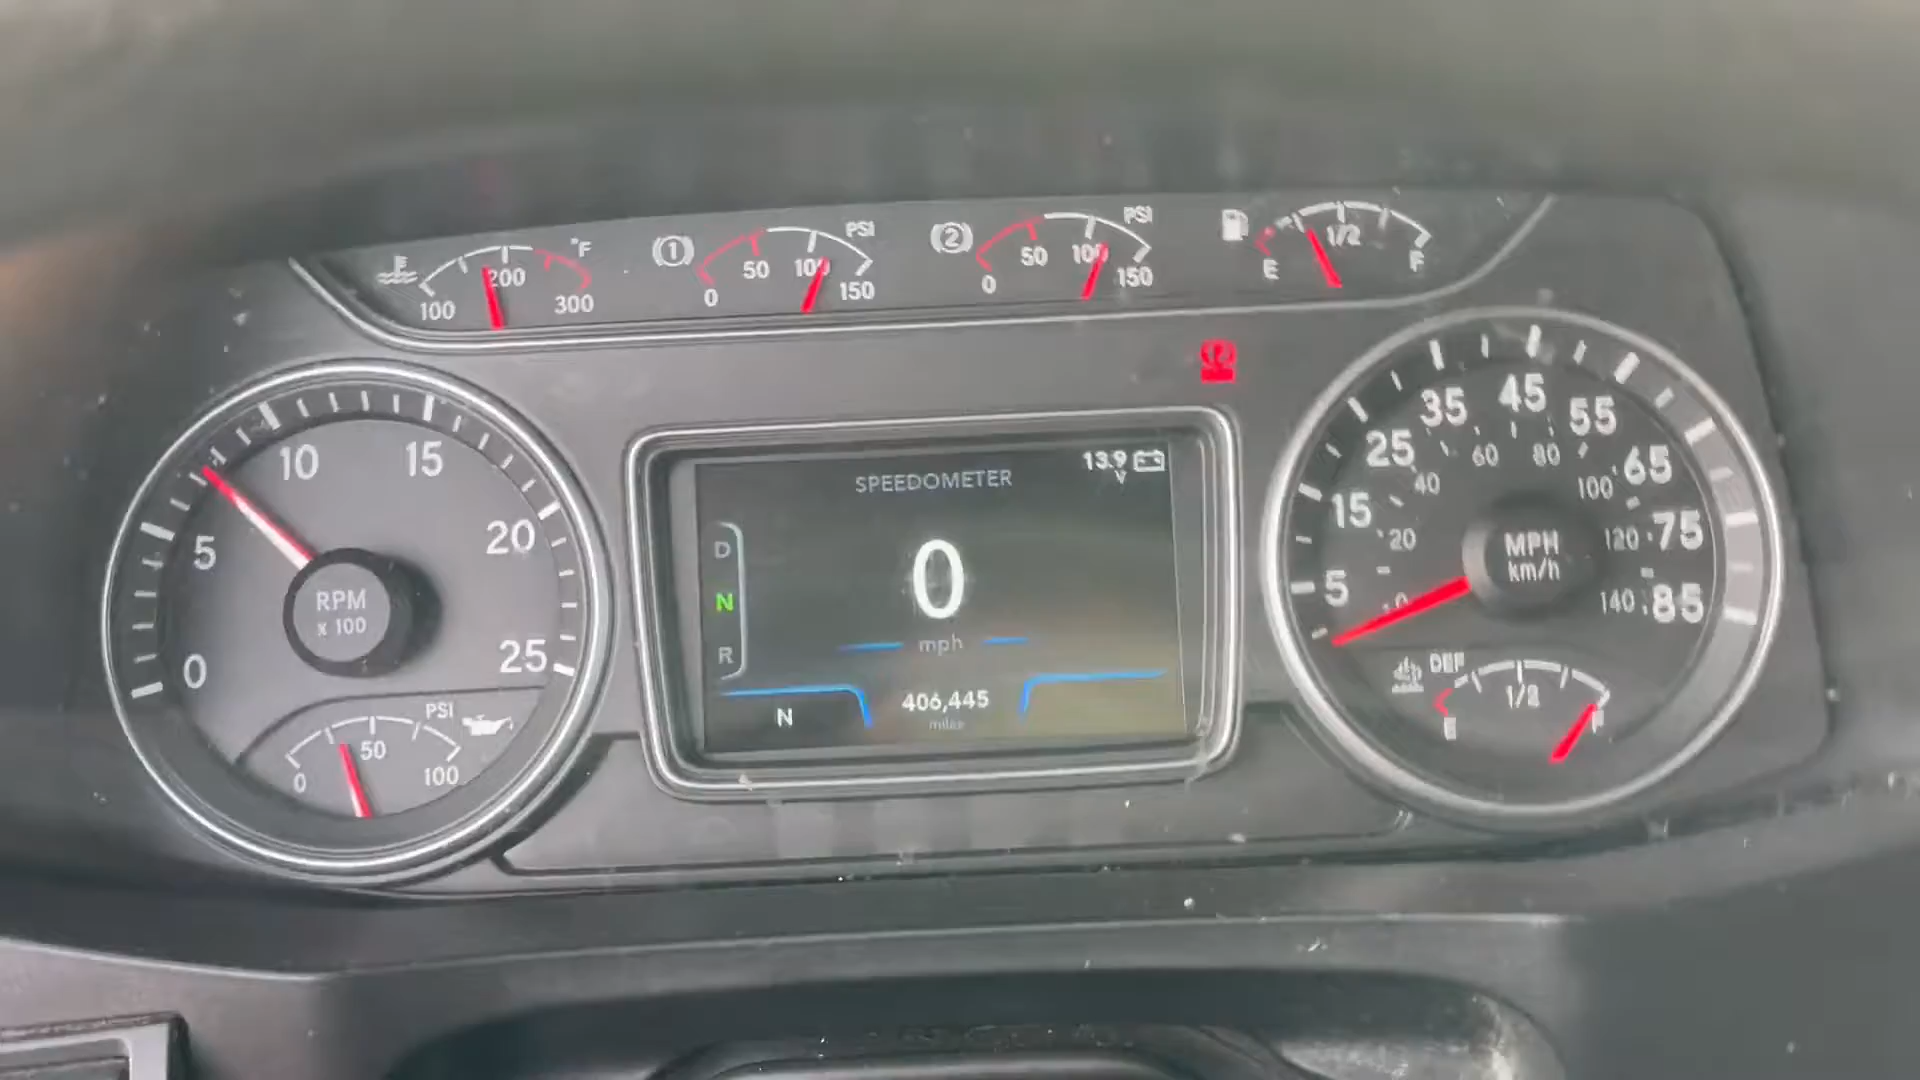 °F
100 200 300
1
PSI
0 50 100 150
2
PSI
0 50 100 150
E 1/2 F
0 5 10 15 20 25
RPM
x 100
PSI
0 50 100
13.9
V
SPEEDOMETER
D
N
R
0
mph
N
406,445
miles
5 15 25 35 45 55 65 75 85
0 20 40 60 80 100 120 140
MPH
km/h
DEF
E 1/2 F